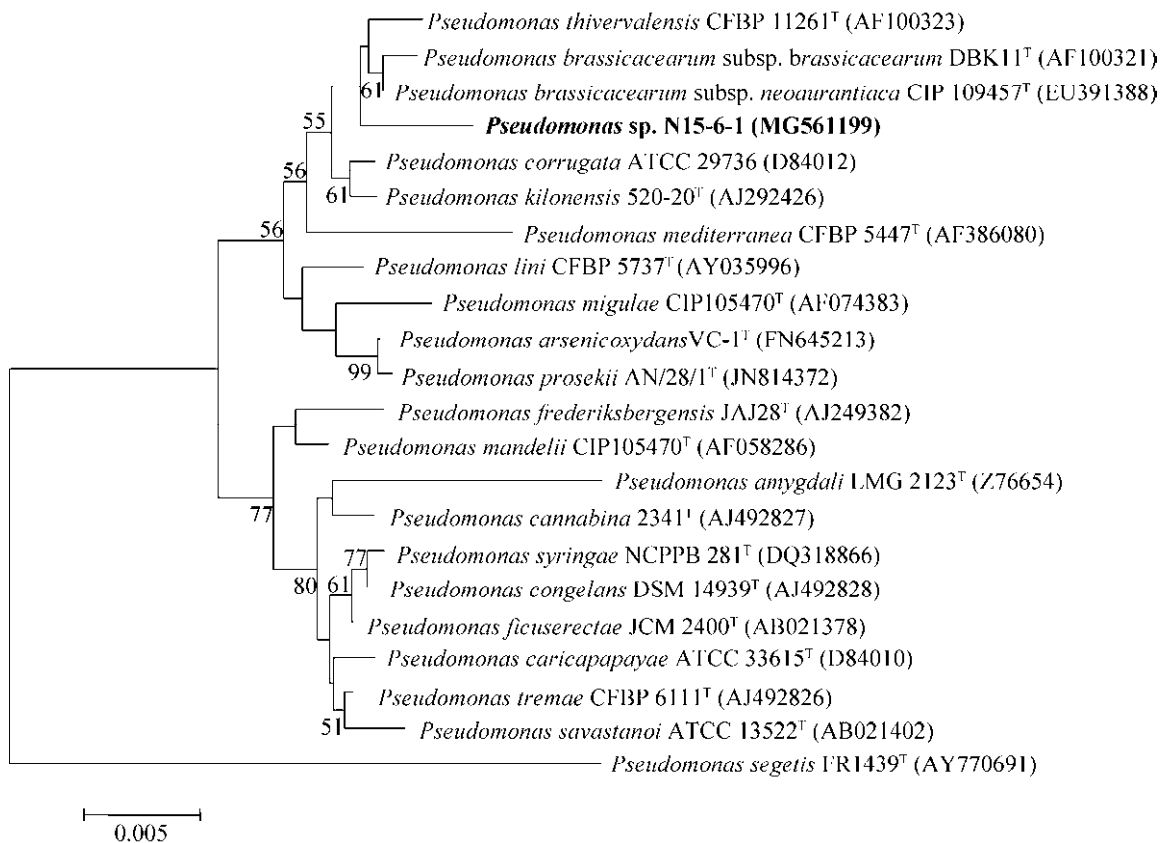 Pseudomonas thivervalensis CFBP 11261ᵀ (AF100323)
Pseudomonas brassicacearum subsp. brassicacearum DBK11ᵀ (AF100321)
61
Pseudomonas brassicacearum subsp. neoaurantiaca CIP 109457ᵀ (EU391388)
55
Pseudomonas sp. N15-6-1 (MG561199)
56
Pseudomonas corrugata ATCC 29736 (D84012)
61
Pseudomonas kilonensis 520-20ᵀ (AJ292426)
56
Pseudomonas mediterranea CFBP 5447ᵀ (AF386080)
Pseudomonas lini CFBP 5737ᵀ (AY035996)
Pseudomonas migulae CIP105470ᵀ (AF074383)
Pseudomonas arsenicoxydansVC-1ᵀ (FN645213)
99
Pseudomonas prosekii AN/28/1ᵀ (JN814372)
Pseudomonas frederiksbergensis JAJ28ᵀ (AJ249382)
Pseudomonas mandelii CIP105470ᵀ (AF058286)
77
Pseudomonas amygdali LMG 2123ᵀ (Z76654)
Pseudomonas cannabina 2341ᵀ (AJ492827)
77
Pseudomonas syringae NCPPB 281ᵀ (DQ318866)
80
61
Pseudomonas congelans DSM 14939ᵀ (AJ492828)
Pseudomonas ficuserectae JCM 2400ᵀ (AB021378)
Pseudomonas caricapapayae ATCC 33615ᵀ (D84010)
Pseudomonas tremae CFBP 6111ᵀ (AJ492826)
51
Pseudomonas savastanoi ATCC 13522ᵀ (AB021402)
Pseudomonas segetis FR1439ᵀ (AY770691)
0.005